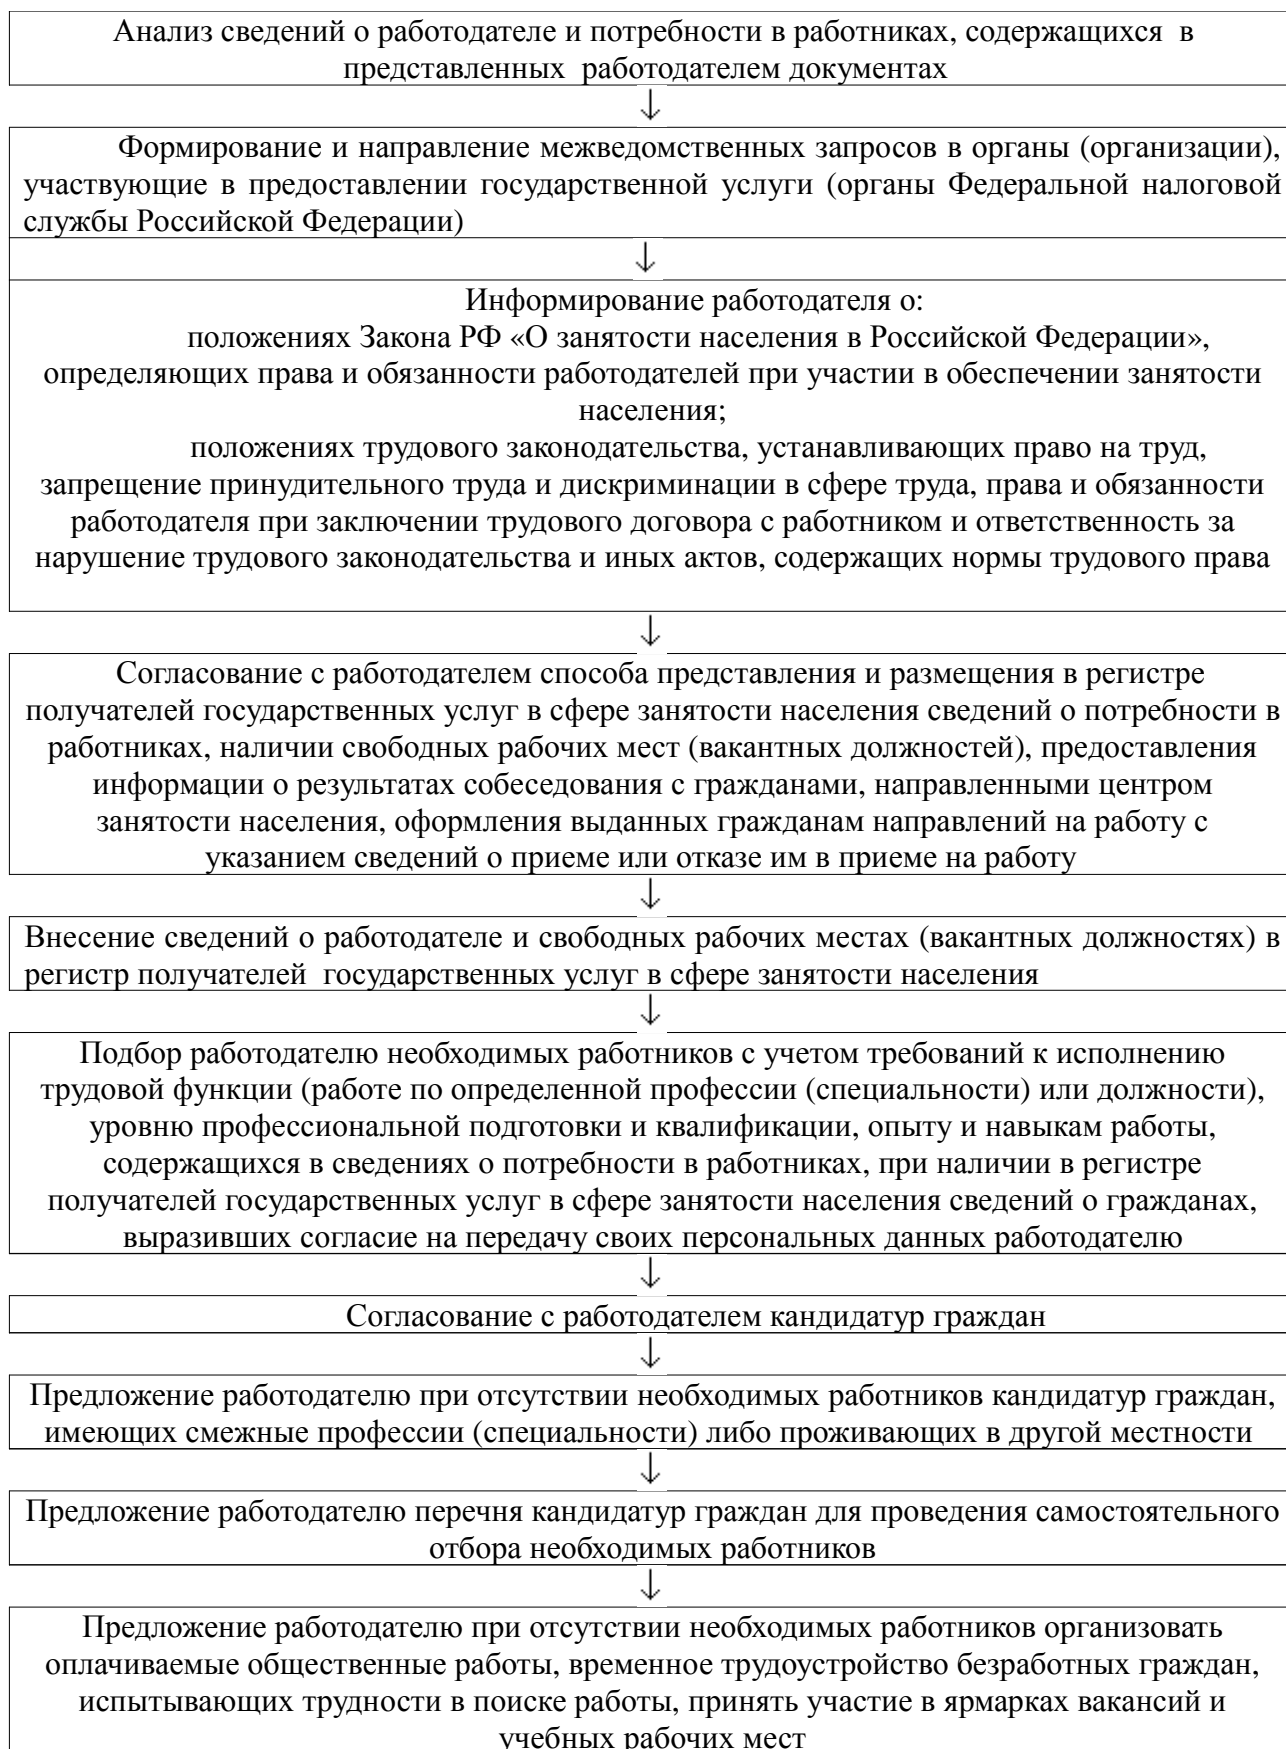 Анализ сведений о работодателе и потребности в работниках, содержащихся в
представленных работодателем документах
↓
Формирование и направление межведомственных запросов в органы (организации),
участвующие в предоставлении государственной услуги (органы Федеральной налоговой
службы Российской Федерации)
↓
Информирование работодателя о:
положениях Закона РФ «О занятости населения в Российской Федерации»,
определяющих права и обязанности работодателей при участии в обеспечении занятости
населения;
положениях трудового законодательства, устанавливающих право на труд,
запрещение принудительного труда и дискриминации в сфере труда, права и обязанности
работодателя при заключении трудового договора с работником и ответственность за
нарушение трудового законодательства и иных актов, содержащих нормы трудового права
↓
Согласование с работодателем способа представления и размещения в регистре
получателей государственных услуг в сфере занятости населения сведений о потребности в
работниках, наличии свободных рабочих мест (вакантных должностей), предоставления
информации о результатах собеседования с гражданами, направленными центром
занятости населения, оформления выданных гражданам направлений на работу с
указанием сведений о приеме или отказе им в приеме на работу
↓
Внесение сведений о работодателе и свободных рабочих местах (вакантных должностях) в
регистр получателей государственных услуг в сфере занятости населения
↓
Подбор работодателю необходимых работников с учетом требований к исполнению
трудовой функции (работе по определенной профессии (специальности) или должности),
уровню профессиональной подготовки и квалификации, опыту и навыкам работы,
содержащихся в сведениях о потребности в работниках, при наличии в регистре
получателей государственных услуг в сфере занятости населения сведений о гражданах,
выразивших согласие на передачу своих персональных данных работодателю
↓
Согласование с работодателем кандидатур граждан
↓
Предложение работодателю при отсутствии необходимых работников кандидатур граждан,
имеющих смежные профессии (специальности) либо проживающих в другой местности
↓
Предложение работодателю перечня кандидатур граждан для проведения самостоятельного
отбора необходимых работников
↓
Предложение работодателю при отсутствии необходимых работников организовать
оплачиваемые общественные работы, временное трудоустройство безработных граждан,
испытывающих трудности в поиске работы, принять участие в ярмарках вакансий и
учебных рабочих мест